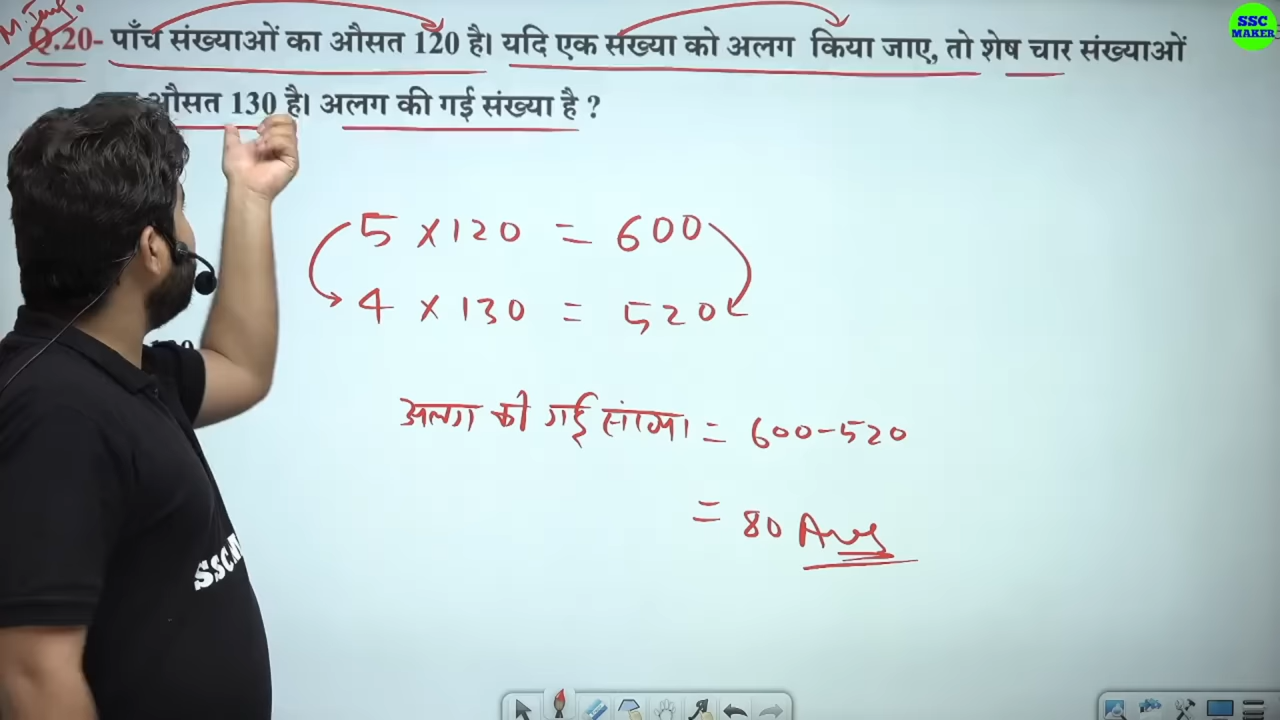 Q.20- पाँच संख्याओं का औसत 120 है। यदि एक संख्या को अलग किया जाए, तो शेष चार संख्याओं
औसत 130 है। अलग की गई संख्या है ?
5 × 120 = 600
4 × 130 = 520
अलग की गई संख्या = 600-520
= 80 Ans
SSC
MAKER